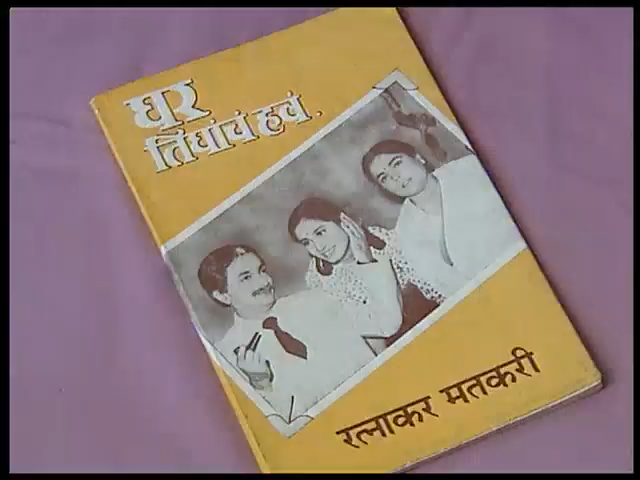 घर
तिघांचं हवं.
रत्नाकर मतकरी